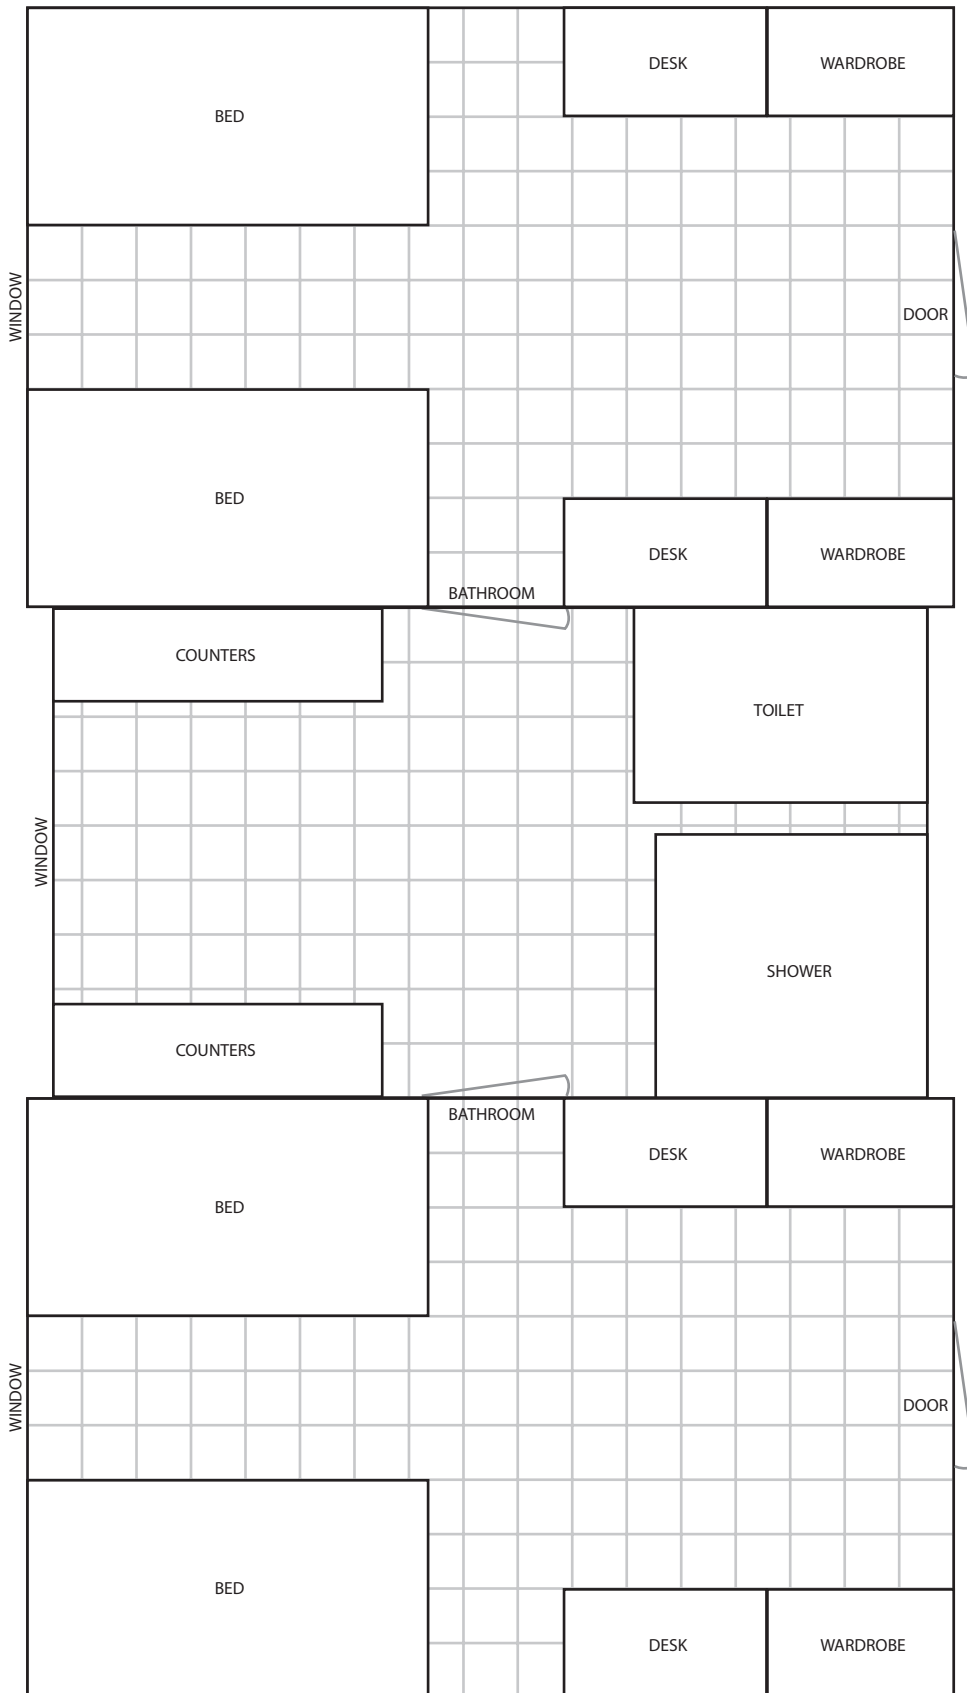 DESK
WARDROBE
BED
WINDOW
DOOR
BED
DESK
WARDROBE
BATHROOM
COUNTERS
TOILET
WINDOW
SHOWER
COUNTERS
BATHROOM
DESK
WARDROBE
BED
WINDOW
DOOR
BED
DESK
WARDROBE